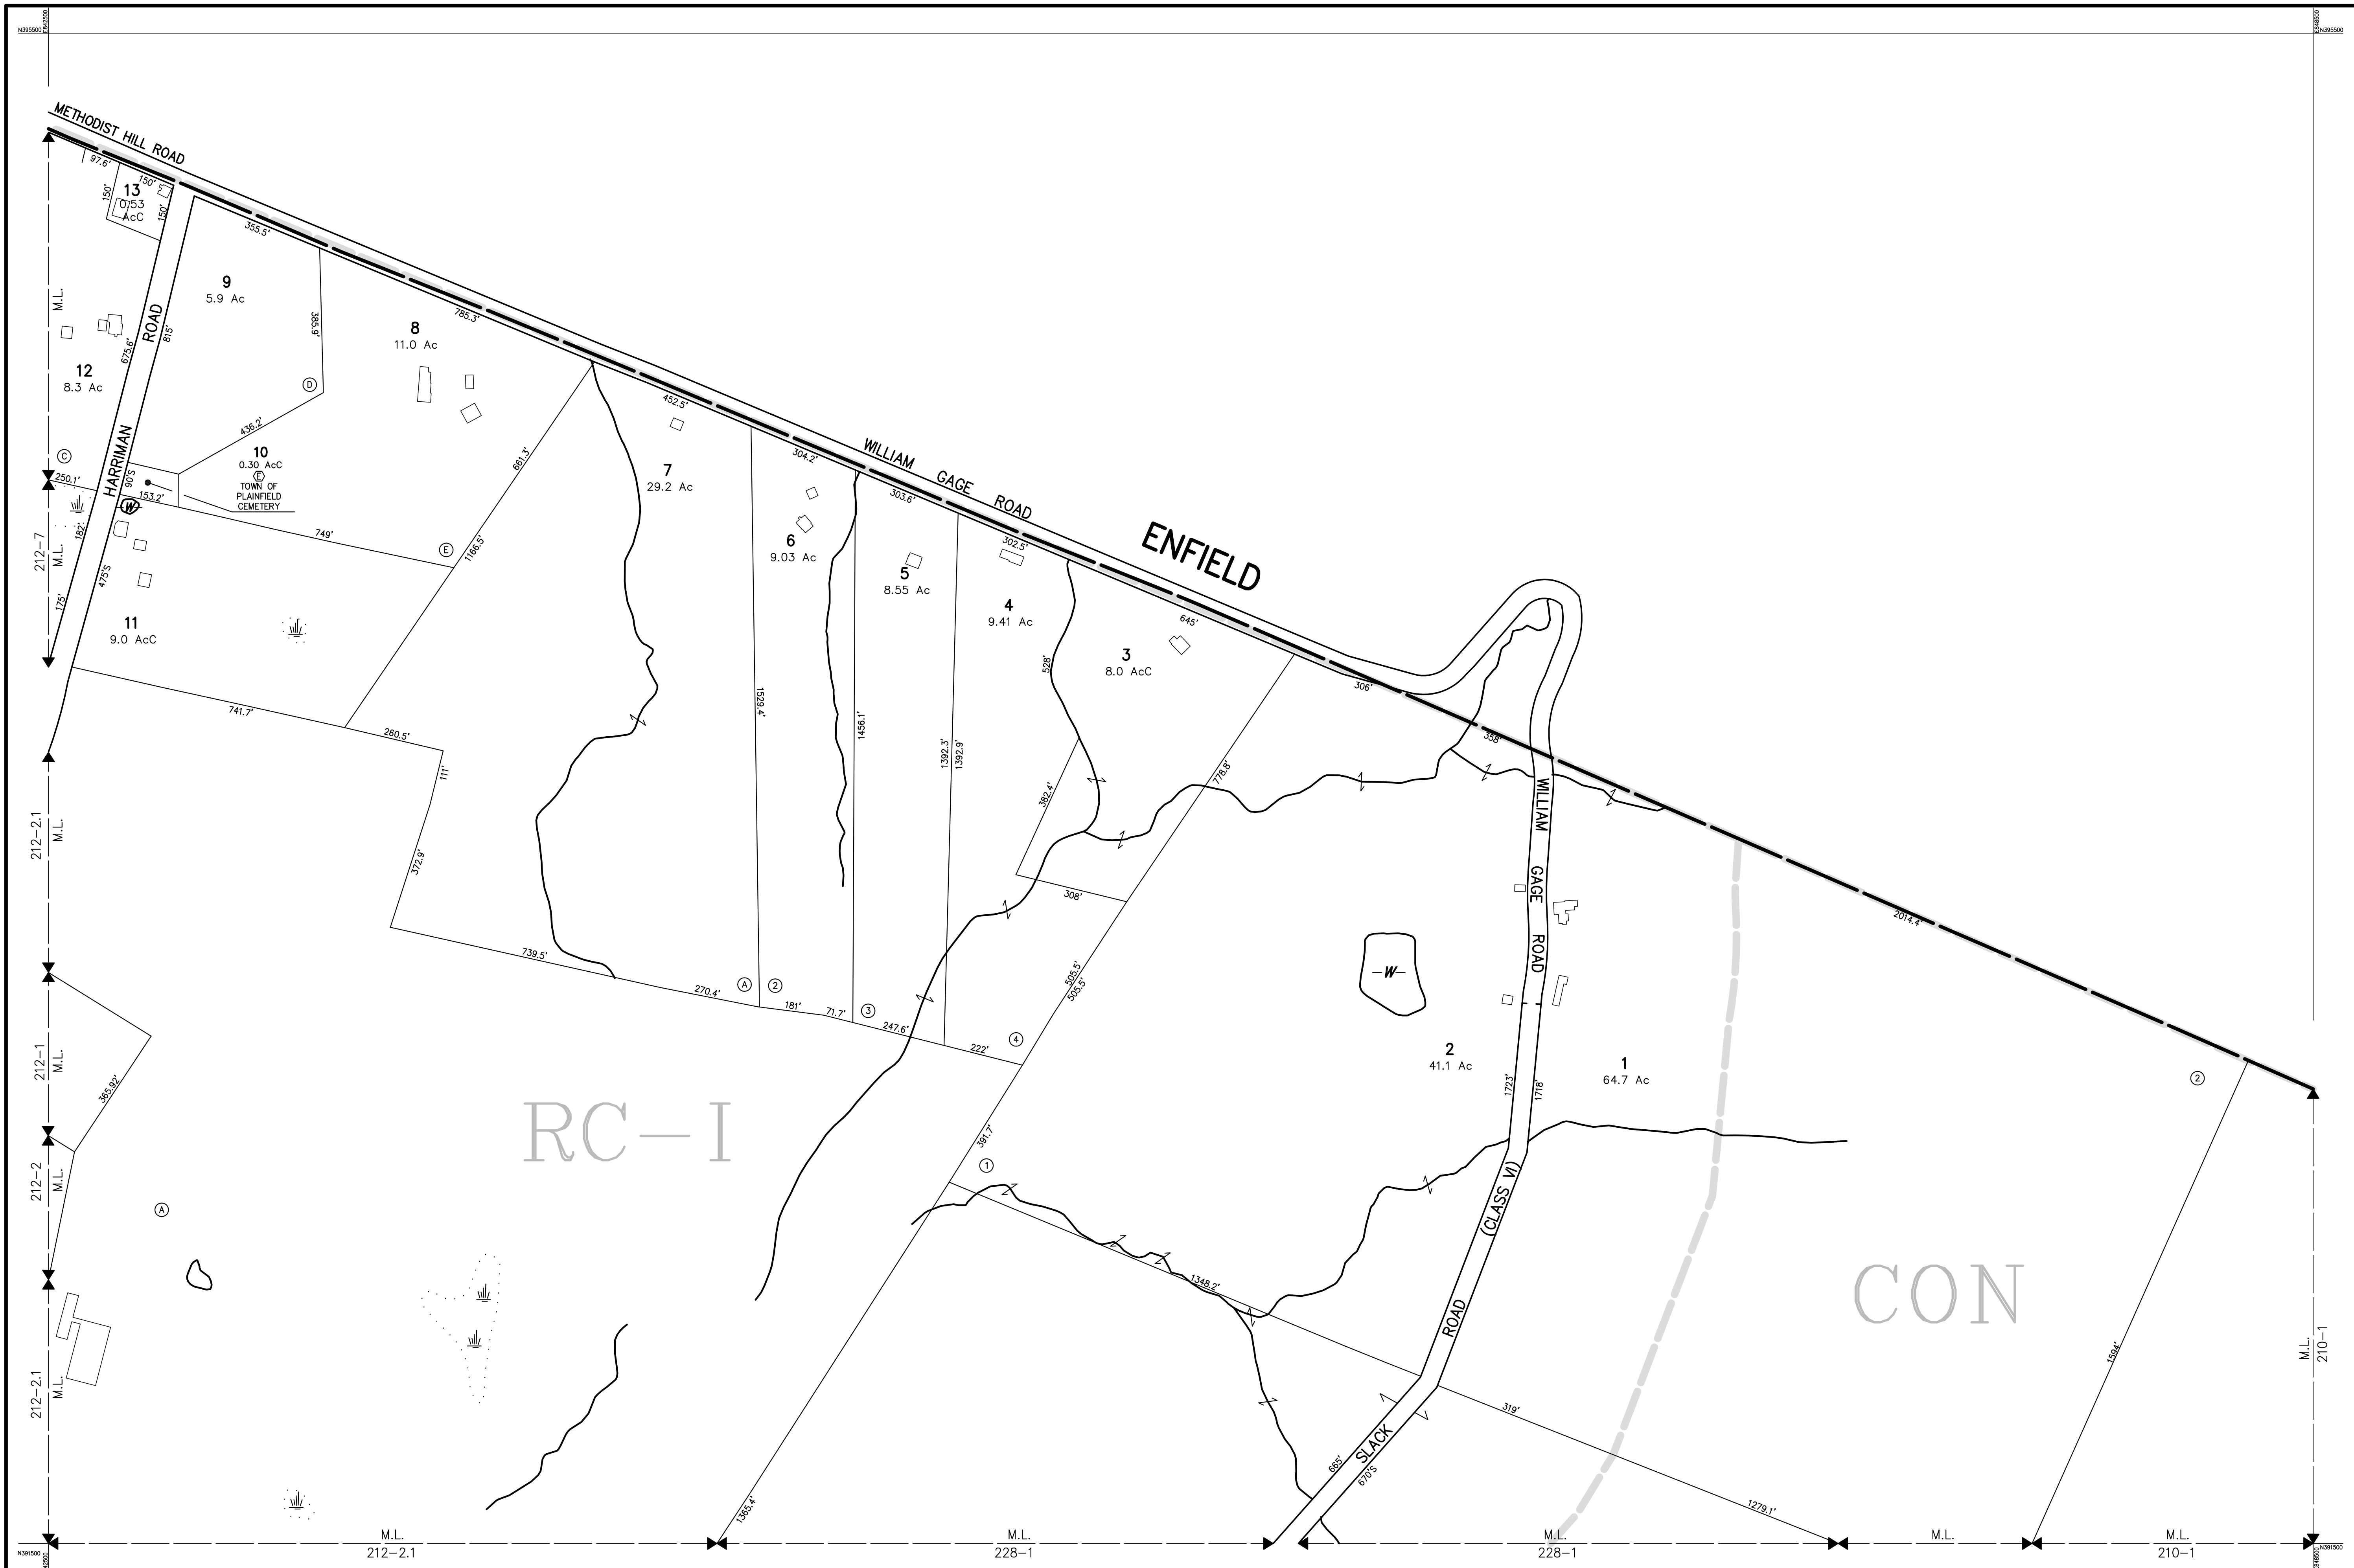 N395500
E842500
E848500
N395500
METHODIST HILL ROAD
97.6'
150'
150'
13
0.53
AcC
150'
355.5'
9
5.9 Ac
385.9'
785.3'
8
11.0 Ac
M.L.
HARRIMAN ROAD
675.6'
815'
12
8.3 Ac
D
436.2'
10
0.30 AcC
E
TOWN OF
PLAINFIELD
CEMETERY
C
250.1'
90'S
153.2'
W
182'
749'
E
661.3'
1166.5'
212-7
M.L.
475'S
175'
11
9.0 AcC
741.7'
260.5'
111'
372.9'
7
29.2 Ac
452.5'
304.2'
WILLIAM GAGE ROAD
303.6'
302.5'
ENFIELD
6
9.03 Ac
5
8.55 Ac
4
9.41 Ac
3
8.0 AcC
528'
645'
306'
358'
1529.4'
1456.1'
1392.3'
1392.9'
382.4'
778.8'
308'
WILLIAM GAGE ROAD
2014.4'
212-2.1
M.L.
739.5'
270.4'
A
2
181'
71.7'
3
247.6'
505.5'
505.5'
4
222'
-W-
2
41.1 Ac
1723'
1718'
1
64.7 Ac
2
212-1
M.L.
365.92'
RC-I
391.7'
1
212-2
M.L.
A
1348.2'
SLACK ROAD (CLASS VI)
CON
1594'
M.L.
210-1
212-2.1
M.L.
319'
665'
670'S
1365.4'
1279.1'
M.L.
212-2.1
M.L.
228-1
M.L.
228-1
M.L.
M.L.
210-1
N391500
N391500